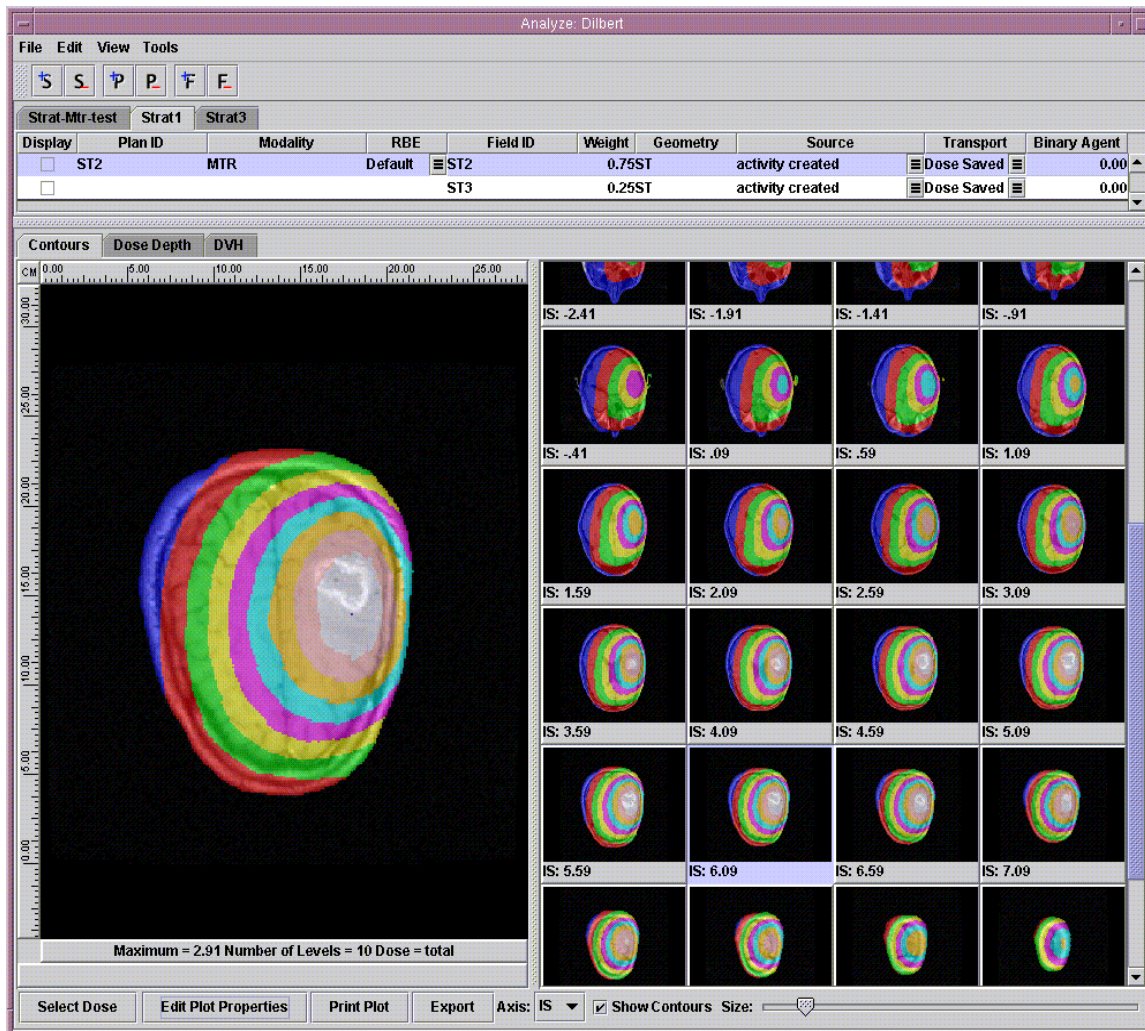 Analyze: Dilbert
File Edit View Tools
+S S_ +P P_ +F F_
Strat-Mtr-test Strat1 Strat3
Display Plan ID Modality RBE Field ID Weight Geometry Source Transport Binary Agent
ST2 MTR Default ST2 0.75 ST activity created Dose Saved 0.00
ST3 0.25 ST activity created Dose Saved 0.00
Contours Dose Depth DVH
CM 0.00 5.00 10.00 15.00 20.00 25.00
30.00
25.00
20.00
15.00
10.00
5.00
0.00
IS: -2.41 IS: -1.91 IS: -1.41 IS: -.91
IS: -.41 IS: .09 IS: .59 IS: 1.09
IS: 1.59 IS: 2.09 IS: 2.59 IS: 3.09
IS: 3.59 IS: 4.09 IS: 4.59 IS: 5.09
IS: 5.59 IS: 6.09 IS: 6.59 IS: 7.09
Maximum = 2.91 Number of Levels = 10 Dose = total
Select Dose Edit Plot Properties Print Plot Export Axis: IS Show Contours Size: